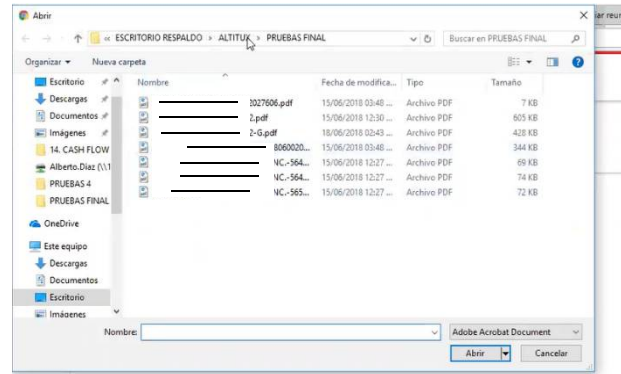 Abrir
« ESCRITORIO RESPALDO > ALTITUX > PRUEBAS FINAL
Buscar en PRUEBAS FINAL
Organizar
Nueva carpeta
Nombre
Fecha de modifica...
Tipo
Tamaño
2027606.pdf 15/06/2018 03:48 ... Archivo PDF 7 KB
2.pdf 15/06/2018 12:30 ... Archivo PDF 605 KB
2-G.pdf 18/06/2018 02:43 ... Archivo PDF 428 KB
8060020... 15/06/2018 03:48 ... Archivo PDF 344 KB
NC.-564... 15/06/2018 12:27 ... Archivo PDF 69 KB
NC.-564... 15/06/2018 12:27 ... Archivo PDF 74 KB
NC.-565... 15/06/2018 12:27 ... Archivo PDF 72 KB
Escritorio
Descargas
Documentos
Imágenes
14. CASH FLOW
Alberto.Diaz (\\1
PRUEBAS 4
PRUEBAS FINAL
OneDrive
Este equipo
Descargas
Documentos
Escritorio
Imágenes
Nombre:
Adobe Acrobat Document
Abrir
Cancelar
iar reur